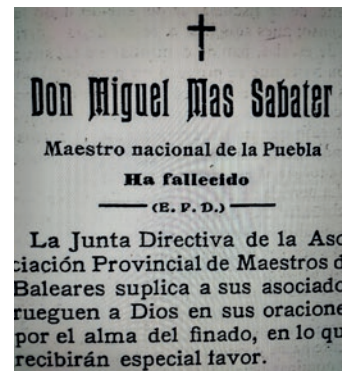 Don Miguel Mas Sabater
Maestro nacional de la Puebla
Ha fallecido
(E. P. D.)
La Junta Directiva de la Aso
ciación Provincial de Maestros d
Baleares suplica a sus asociado
rueguen a Dios en sus oracione
por el alma del finado, en lo qu
recibirán especial favor.